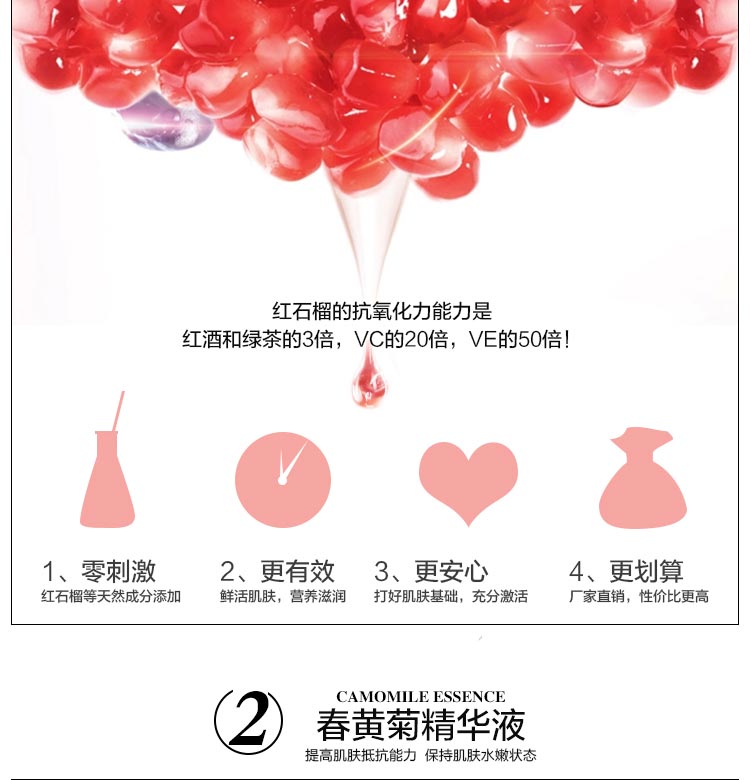 红石榴的抗氧化力能力是
红酒和绿茶的3倍，VC的20倍，VE的50倍！
1、零刺激
红石榴等天然成分添加
2、更有效
鲜活肌肤，营养滋润
3、更安心
打好肌肤基础，充分激活
4、更划算
厂家直销，性价比更高
2
CAMOMILE ESSENCE
春黄菊精华液
提高肌肤抵抗能力 保持肌肤水嫩状态